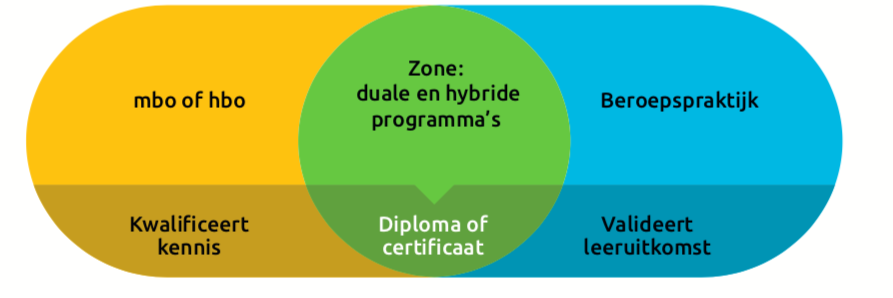 mbo of hbo
Zone:
duale en hybride
programma's
Beroepspraktijk
Kwalificeert
kennis
Diploma of
certificaat
Valideert
leeruitkomst